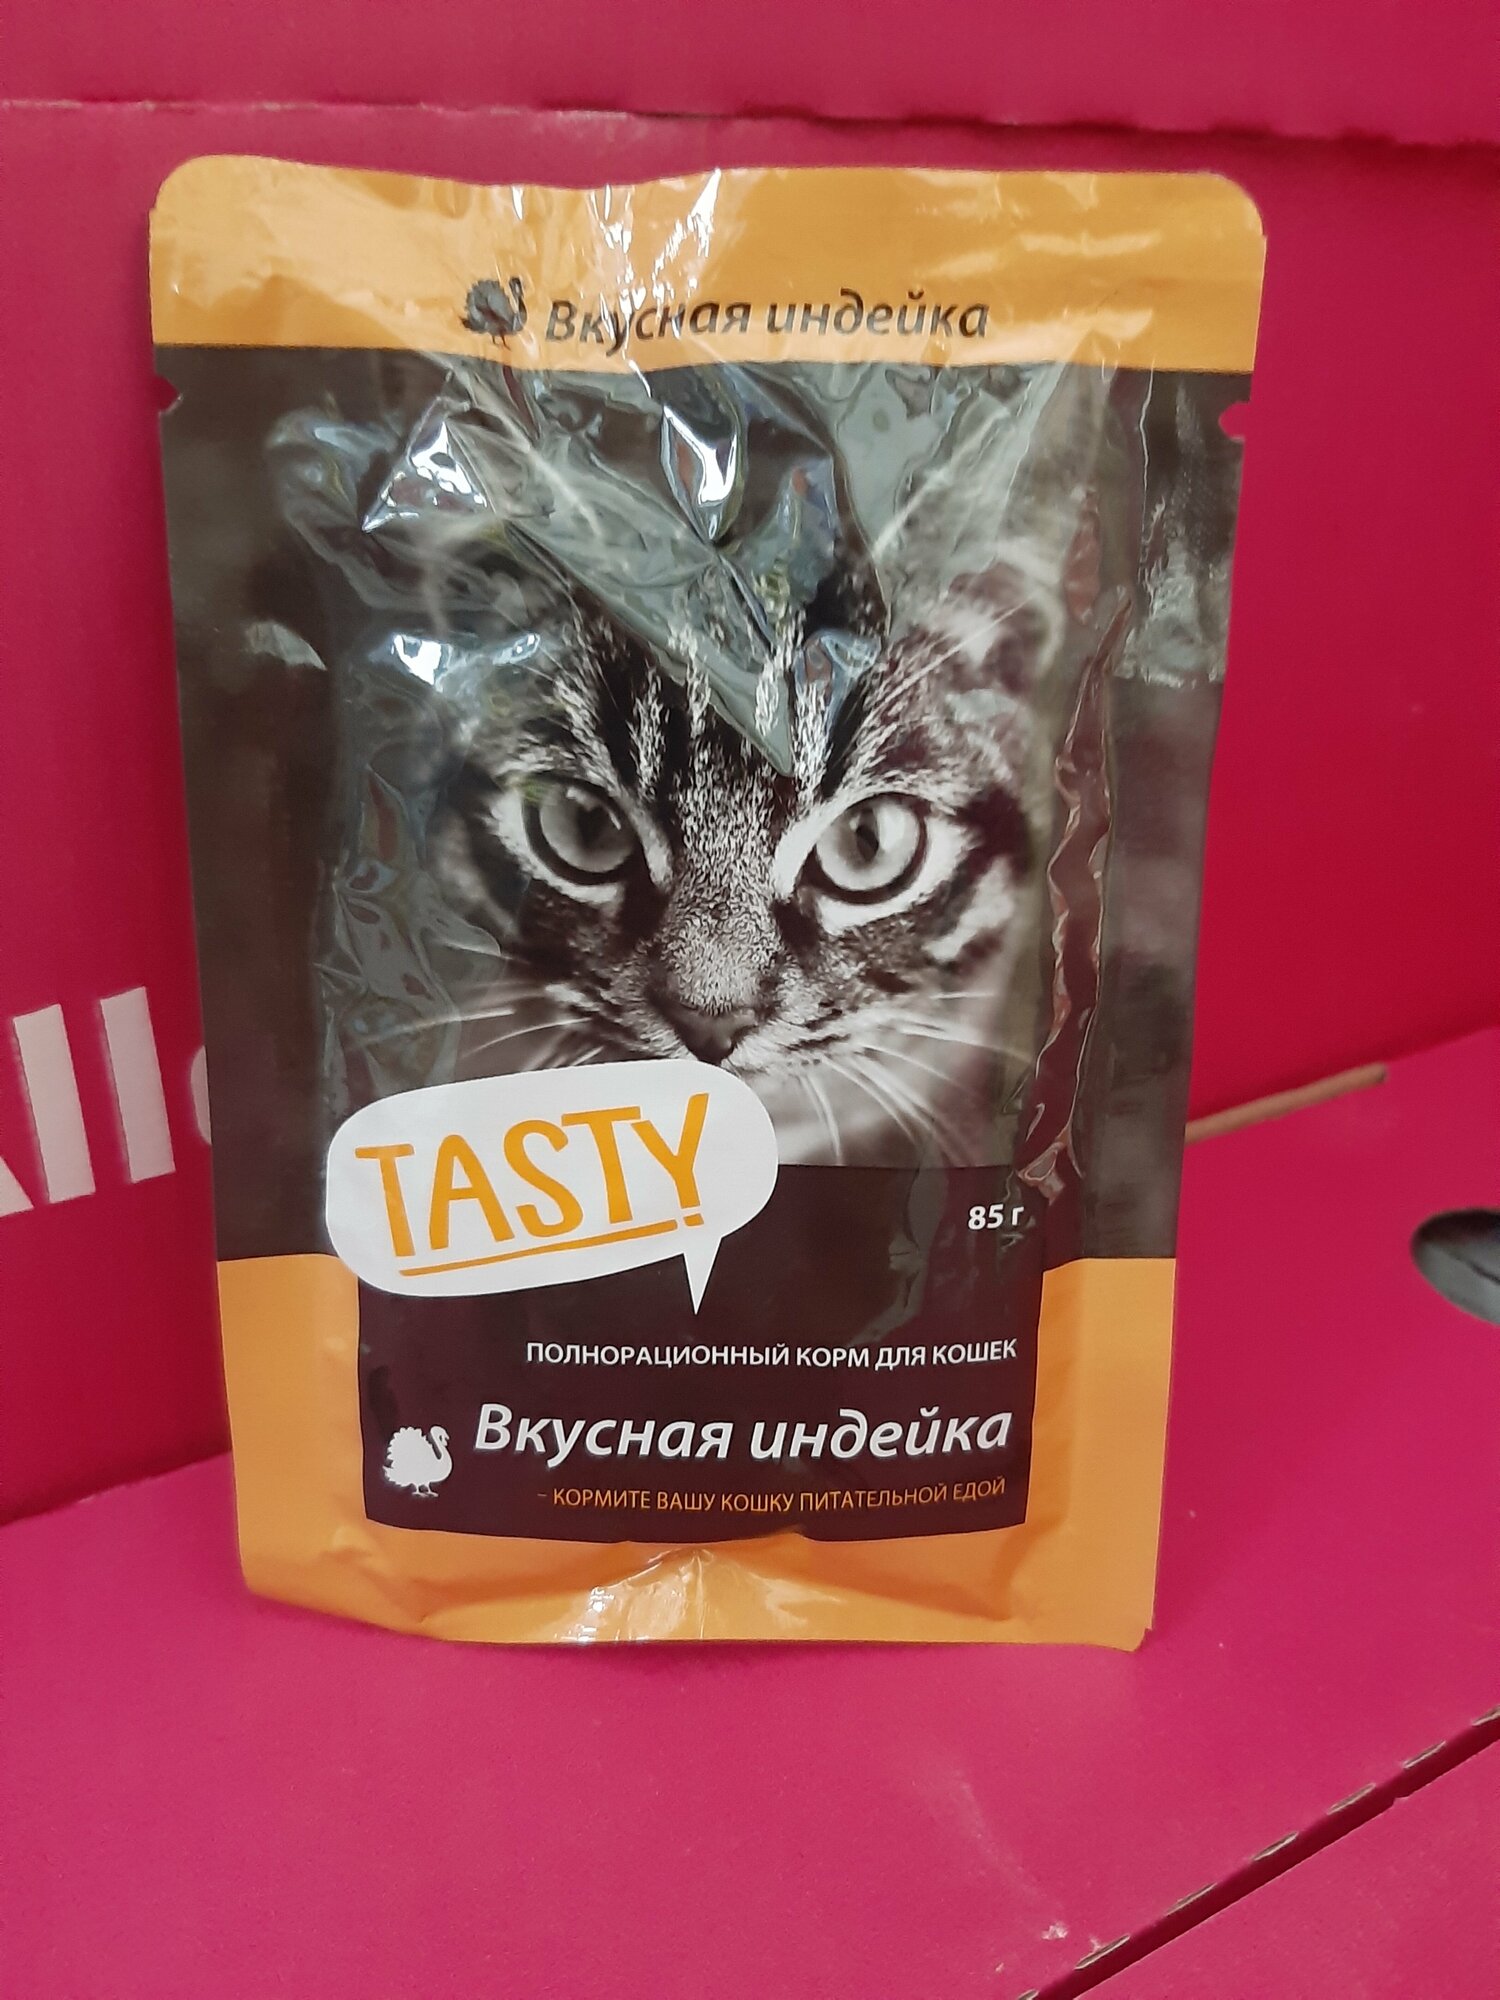 Вкусная индейка
TASTY
85 г
ПОЛНОРАЦИОННЫЙ КОРМ ДЛЯ КОШЕК
Вкусная индейка
– КОРМИТЕ ВАШУ КОШКУ ПИТАТЕЛЬНОЙ ЕДОЙ